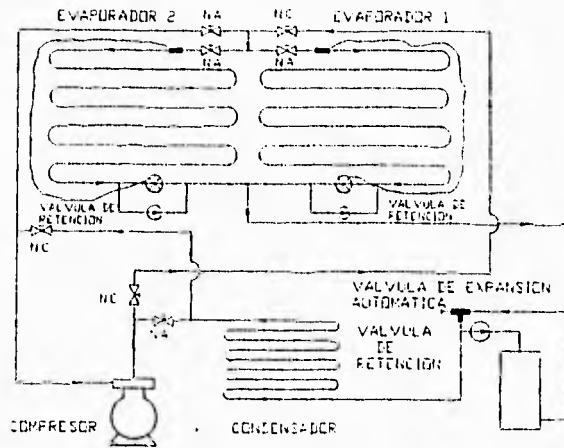 EVAPORADOR 2
NA
NC
EVAPORADOR 1
NA
NA
VALVULA DE
RETENCION
VALVULA DE
RETENCION
NC
NC
NA
VALVULA DE EXPANSION
AUTOMATICA
VALVULA
DE
RETENCION
COMPRESOR
CONDENSADOR